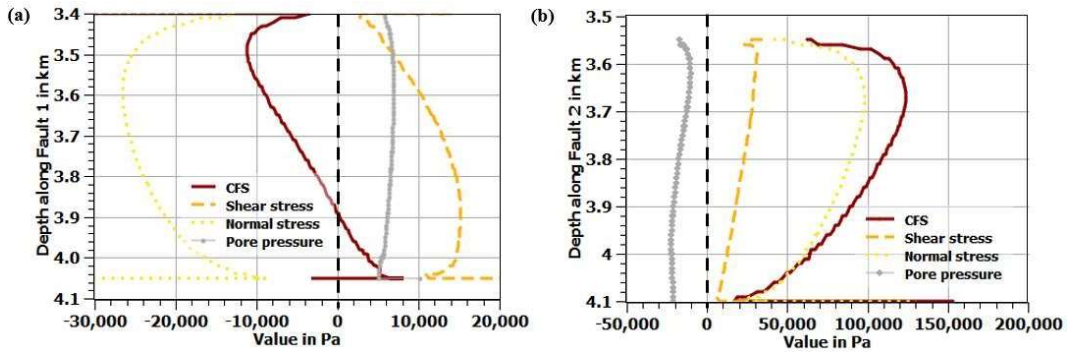 (a)
Depth along Fault 1 in km
3.4
3.5
3.6
3.7
3.8
3.9
4.0
4.1
CFS
Shear stress
Normal stress
Pore pressure
-30,000 -20,000 -10,000 0 10,000 20,000
Value in Pa
(b)
Depth along Fault 2 in km
3.5
3.6
3.7
3.8
3.9
4
4.1
CFS
Shear stress
Normal stress
Pore pressure
-50,000 0 50,000 100,000 150,000 200,000
Value in Pa